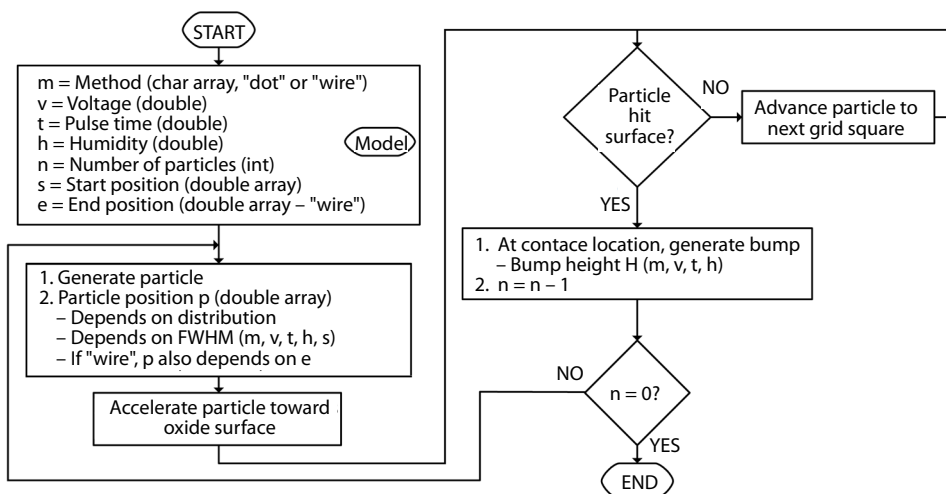 START
m = Method (char array, "dot" or "wire")
v = Voltage (double)
t = Pulse time (double)
h = Humidity (double)
n = Number of particles (int)
s = Start position (double array)
e = End position (double array – "wire")
Model
1. Generate particle
2. Particle position p (double array)
– Depends on distribution
– Depends on FWHM (m, v, t, h, s)
– If "wire", p also depends on e
Accelerate particle toward
oxide surface
Particle
hit
surface?
NO
Advance particle to
next grid square
YES
1. At contace location, generate bump
– Bump height H (m, v, t, h)
2. n = n – 1
n = 0?
NO
YES
END